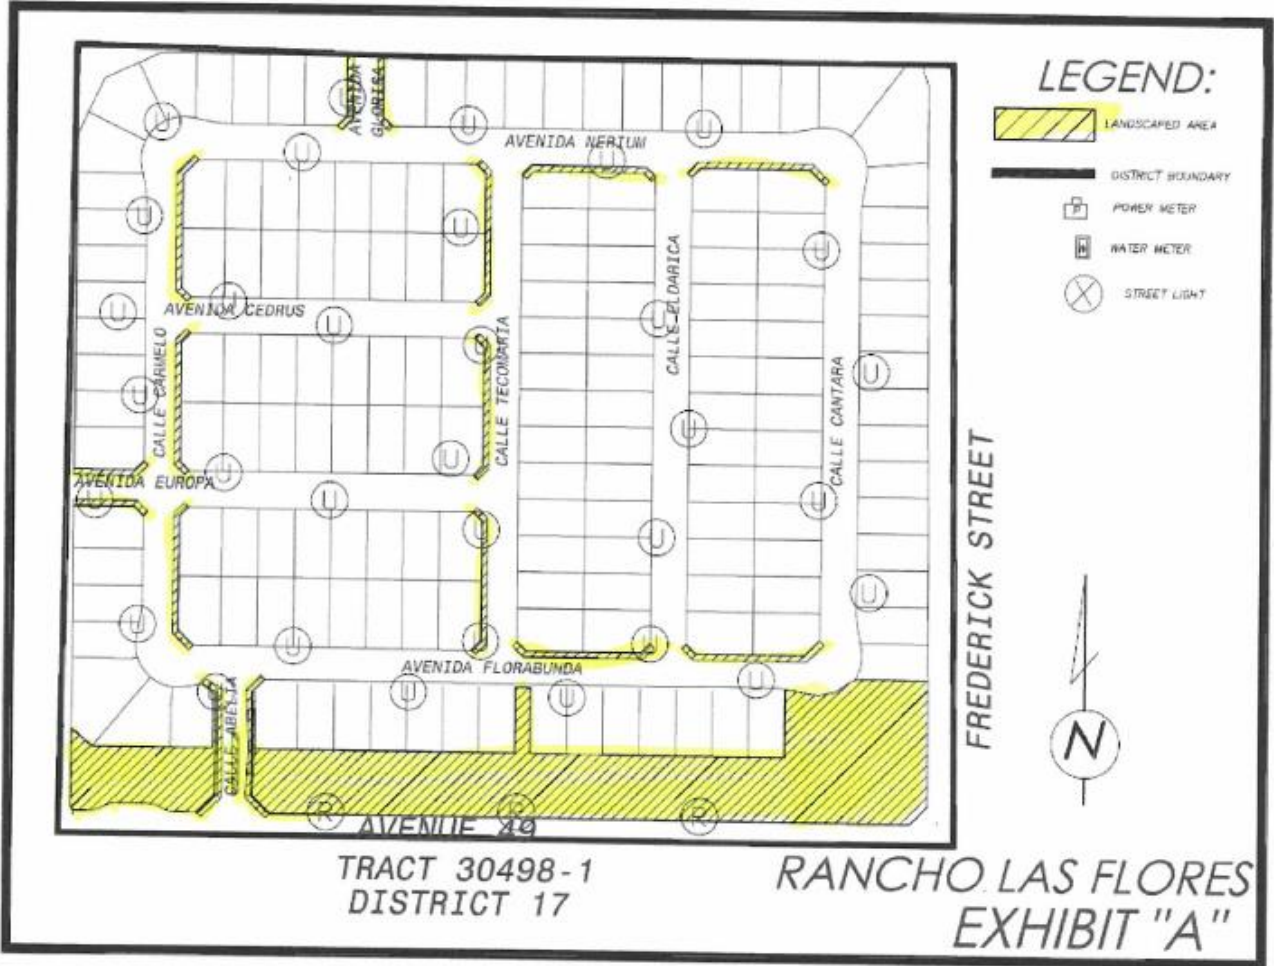 LEGEND:
LANDSCAPED AREA
DISTRICT BOUNDARY
P
POWER METER
W
WATER METER
STREET LIGHT
AVENIDA
GLORISA
U
U
U
AVENIDA NERIUM
U
U
U
U
U
CALLE ELDARICA
U
U
AVENIDA CEDRUS
U
U
U
U
CALLE CARMELO
CALLE TECOMARIA
CALLE CANTARA
U
U
U
U
U
U
AVENIDA EUROPA
U
U
U
U
U
U
U
U
U
U
AVENIDA FLORABUNDA
CALLE ABELIA
U
U
U
U
FREDERICK STREET
N
R
R
R
AVENUE 49
TRACT 30498-1
DISTRICT 17
RANCHO LAS FLORES
EXHIBIT "A"